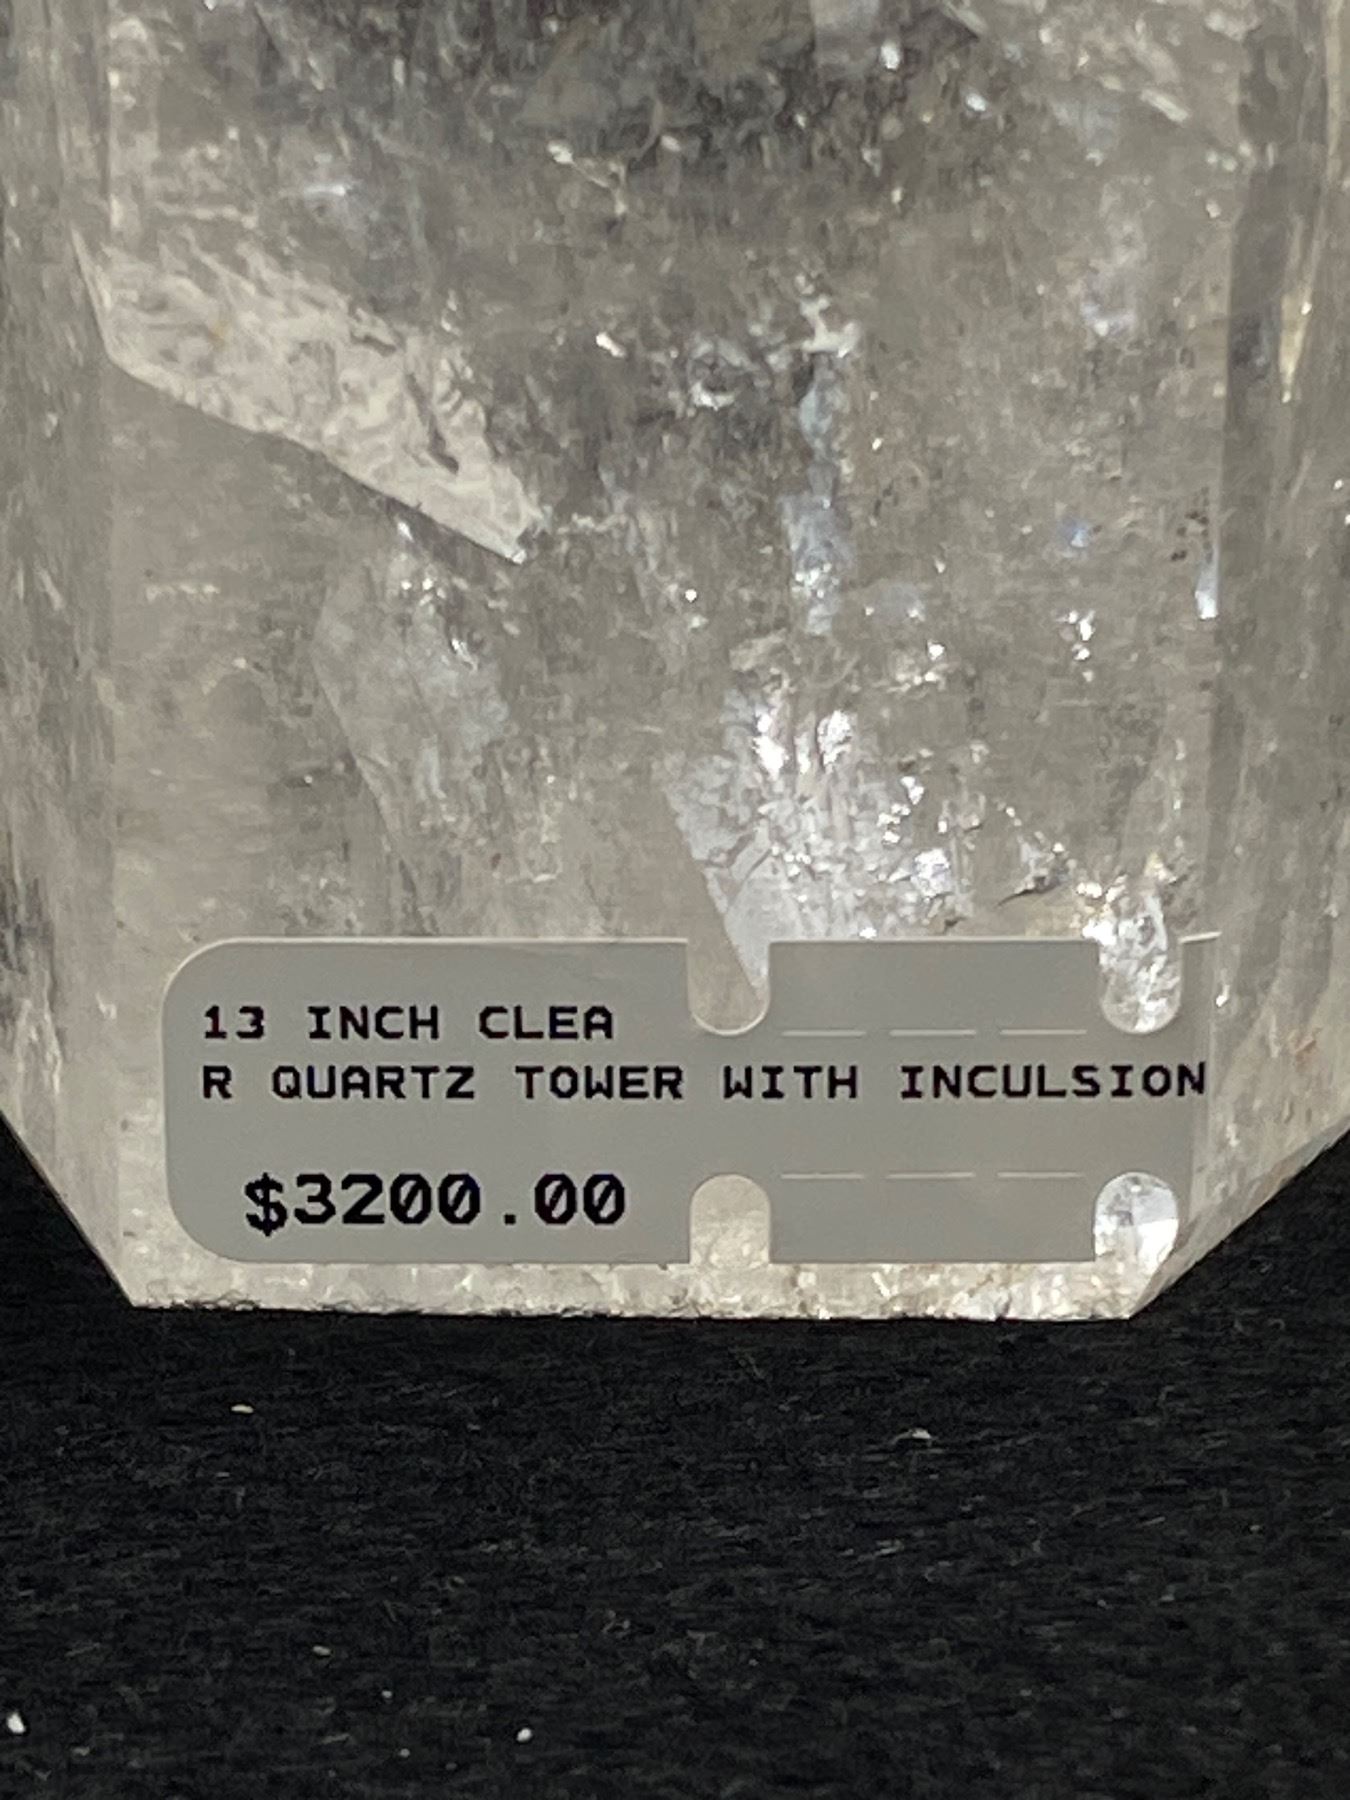 13 INCH CLEA
R QUARTZ TOWER WITH INCULSION
$3200.00